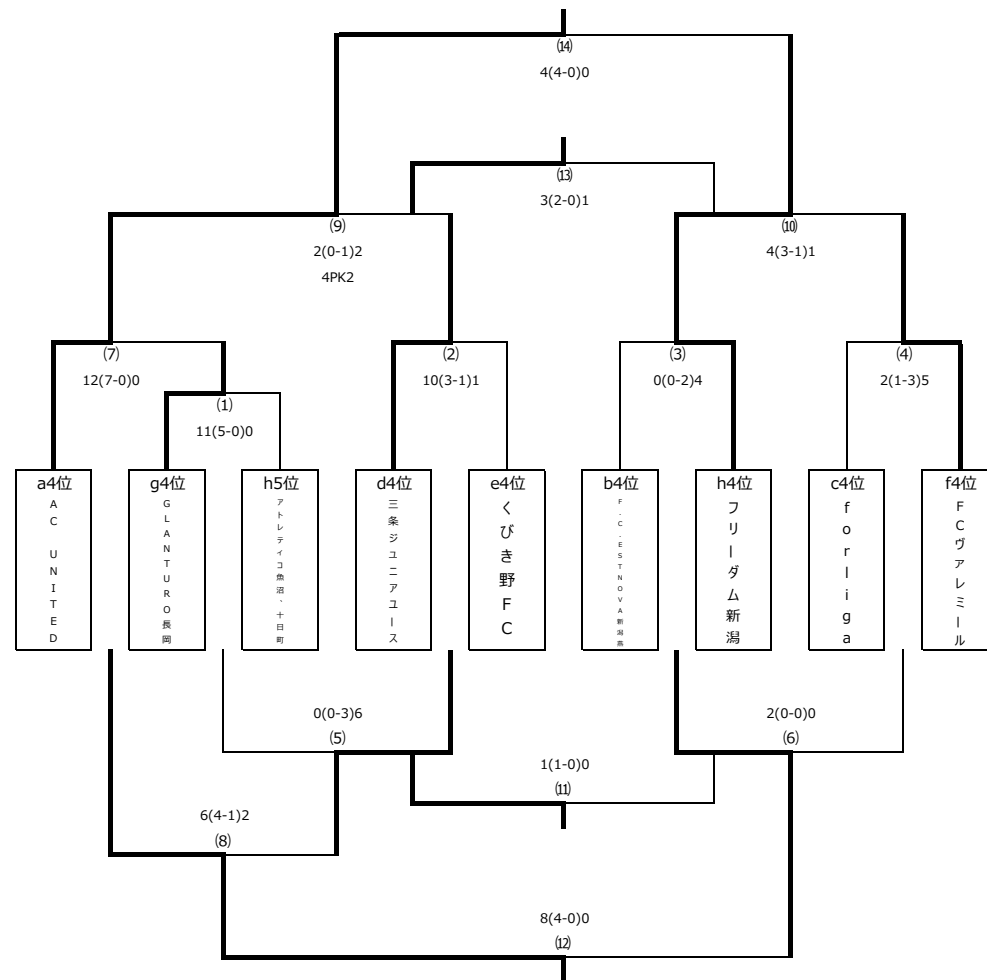 ⒁
4(4-0)0
⒀
3(2-0)1
⑼
2(0-1)2
4PK2
⑽
4(3-1)1
⑺
12(7-0)0
⑵
10(3-1)1
⑶
0(0-2)4
⑷
2(1-3)5
⑴
11(5-0)0
a4位
AC UNITED
g4位
GLANTURO長岡
h5位
アトレティコ魚沼、十日町
d4位
三条ジュニアユース
e4位
くびき野FC
b4位
F.C.ESTNOVA新潟燕
h4位
フリーダム新潟
c4位
forliga
f4位
FCヴァレミール
0(0-3)6
⑸
2(0-0)0
⑹
1(1-0)0
⑾
6(4-1)2
⑻
8(4-0)0
⑿